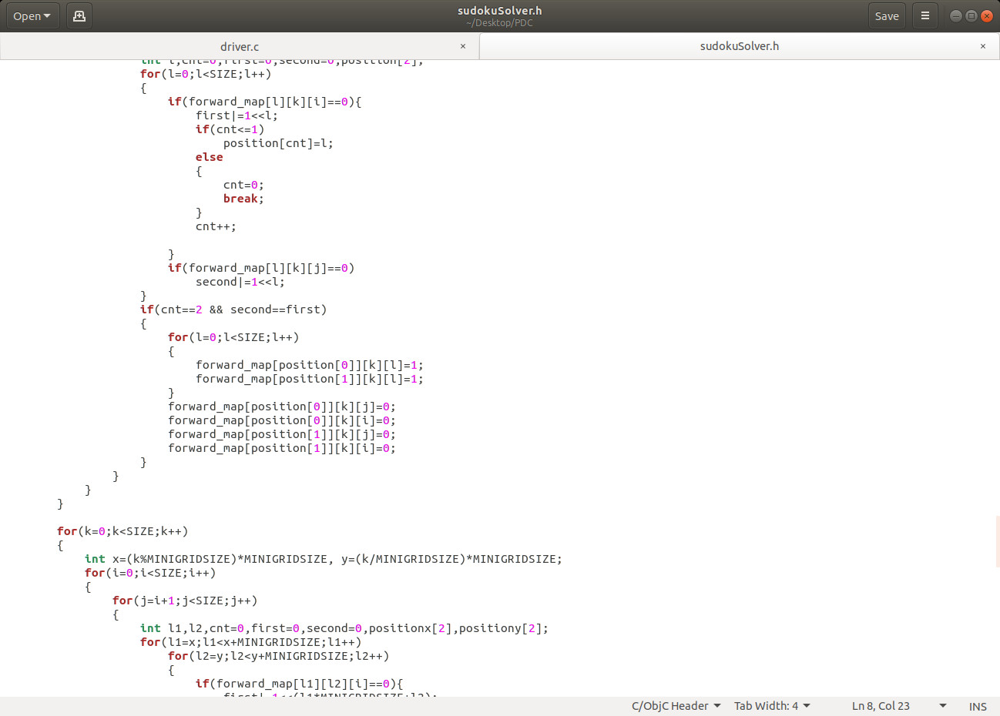 Open
sudokuSolver.h
~/Desktop/PDC
Save
driver.c
×
sudokuSolver.h
×
int l,cnt=0,first=0,second=0,position[2];
for(l=0;l<SIZE;l++)
{
if(forward_map[l][k][i]==0){
first|=1<<l;
if(cnt<=1)
position[cnt]=l;
else
{
cnt=0;
break;
}
cnt++;
}
if(forward_map[l][k][j]==0)
second|=1<<l;
}
if(cnt==2 && second==first)
{
for(l=0;l<SIZE;l++)
{
forward_map[position[0]][k][l]=1;
forward_map[position[1]][k][l]=1;
}
forward_map[position[0]][k][j]=0;
forward_map[position[0]][k][i]=0;
forward_map[position[1]][k][j]=0;
forward_map[position[1]][k][i]=0;
}
}
}
}
for(k=0;k<SIZE;k++)
{
int x=(k%MINIGRIDSIZE)*MINIGRIDSIZE, y=(k/MINIGRIDSIZE)*MINIGRIDSIZE;
for(i=0;i<SIZE;i++)
{
for(j=i+1;j<SIZE;j++)
{
int l1,l2,cnt=0,first=0,second=0,positionx[2],positiony[2];
for(l1=x;l1<x+MINIGRIDSIZE;l1++)
for(l2=y;l2<y+MINIGRIDSIZE;l2++)
{
if(forward_map[l1][l2][i]==0){
first|=1<<(l1*MINIGRIDSIZE+l2);
C/ObjC Header
Tab Width: 4
Ln 8, Col 23
INS